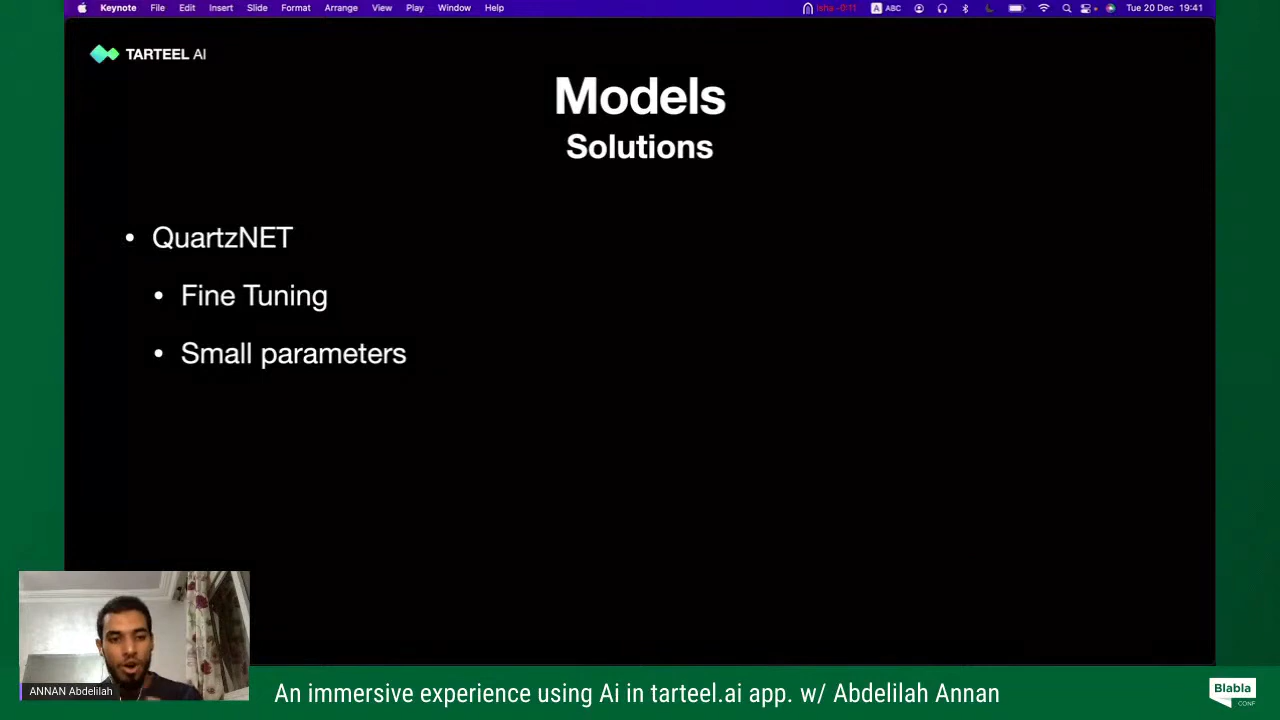 Keynote File Edit Insert Slide Format Arrange View Play Window Help Isha -0:11 A ABC Tue 20 Dec 19:41
TARTEEL AI
Models
Solutions
• QuartzNET
• Fine Tuning
• Small parameters
ANNAN Abdelilah
An immersive experience using Ai in tarteel.ai app. w/ Abdelilah Annan
Blabla
CONF